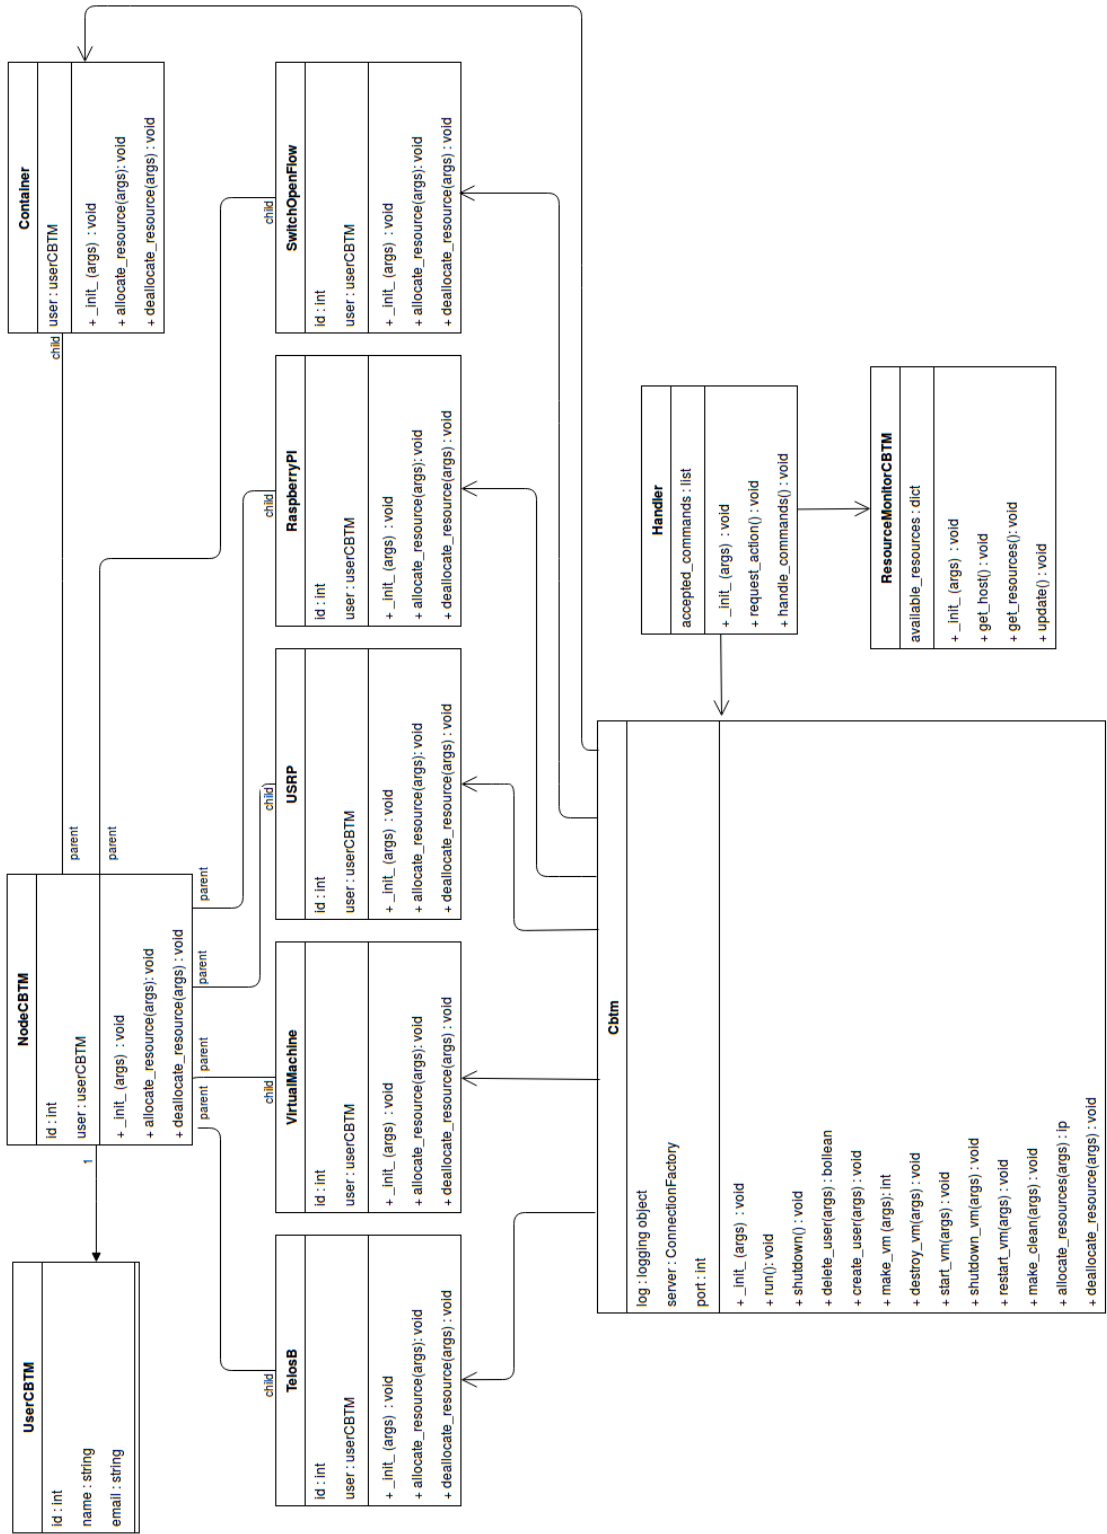 UserCBTM
id : int
name : string
email : string
1
NodeCBTM
id : int
user : userCBTM
+ _init_ (args) : void
+ allocate_resource(args): void
+ deallocate_resource(args) : void
parent
parent
parent
parent
parent
parent
child
Container
user : userCBTM
+ _init_ (args) : void
+ allocate_resource(args): void
+ deallocate_resource(args) : void
child
TelosB
id : int
user : userCBTM
+ _init_ (args) : void
+ allocate_resource(args): void
+ deallocate_resource(args) : void
child
VirtualMachine
id : int
user : userCBTM
+ _init_ (args) : void
+ allocate_resource(args): void
+ deallocate_resource(args) : void
child
USRP
id : int
user : userCBTM
+ _init_ (args) : void
+ allocate_resource(args): void
+ deallocate_resource(args) : void
child
RaspberryPI
id : int
user : userCBTM
+ _init_ (args) : void
+ allocate_resource(args): void
+ deallocate_resource(args) : void
child
SwitchOpenFlow
id : int
user : userCBTM
+ _init_ (args) : void
+ allocate_resource(args): void
+ deallocate_resource(args) : void
Cbtm
log : logging object
server : ConnectionFactory
port : int
+ _init_ (args) : void
+ run(): void
+ shutdown() : void
+ delete_user(args) : bollean
+ create_user(args) : void
+ make_vm (args): int
+ destroy_vm(args) : void
+ start_vm(args) : void
+ shutdown_vm(args) : void
+ restart_vm(args) : void
+ make_clean(args) : void
+ allocate_resources(args) : ip
+ deallocate_resource(args) : void
Handler
accepted_commands : list
+ _init_ (args) : void
+ request_action() : void
+ handle_commands() : void
ResourceMonitorCBTM
available_resources : dict
+ _init_ (args) : void
+ get_host() : void
+ get_resources(): void
+ update() : void